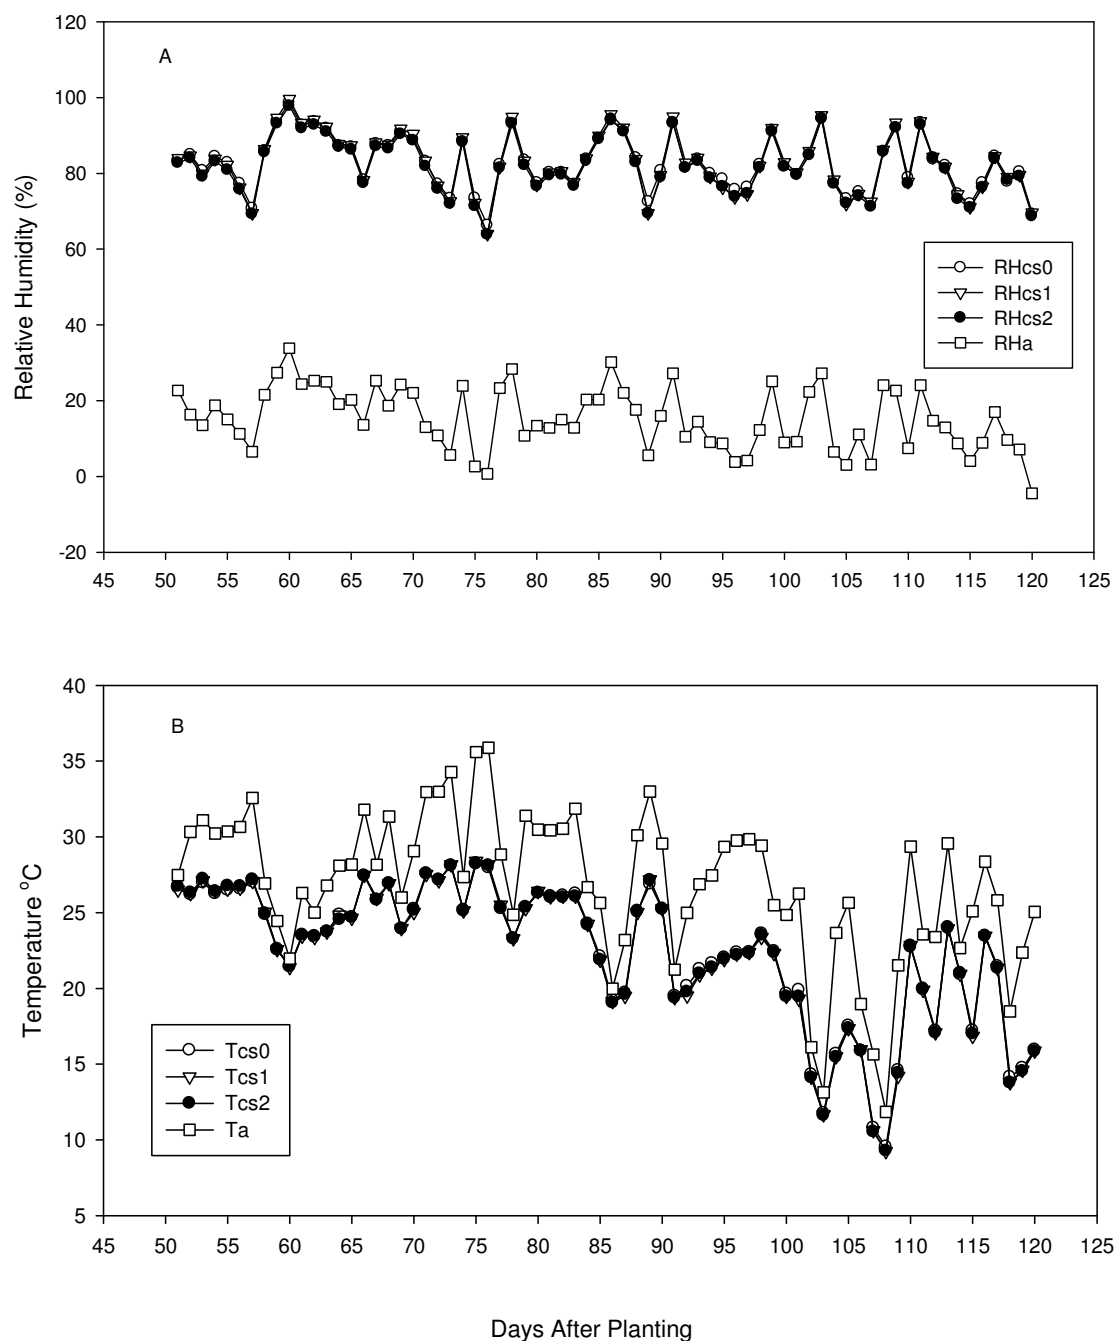 120
A
100
80
60
40
20
0
-20
Relative Humidity (%)
RHcs0
RHcs1
RHcs2
RHa
45 50 55 60 65 70 75 80 85 90 95 100 105 110 115 120 125
40
B
35
30
25
20
15
10
5
Temperature °C
Tcs0
Tcs1
Tcs2
Ta
45 50 55 60 65 70 75 80 85 90 95 100 105 110 115 120 125
Days After Planting